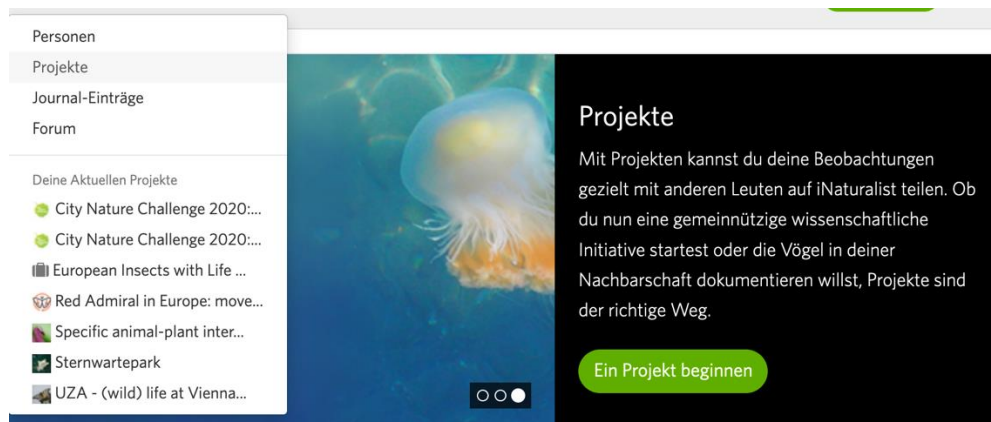 Personen
Projekte
Journal-Einträge
Forum
Deine Aktuellen Projekte
City Nature Challenge 2020:...
City Nature Challenge 2020:...
European Insects with Life ...
Red Admiral in Europe: move...
Specific animal-plant inter...
Sternwartepark
UZA - (wild) life at Vienna...
Projekte
Mit Projekten kannst du deine Beobachtungen
gezielt mit anderen Leuten auf iNaturalist teilen. Ob
du nun eine gemeinnützige wissenschaftliche
Initiative startest oder die Vögel in deiner
Nachbarschaft dokumentieren willst, Projekte sind
der richtige Weg.
Ein Projekt beginnen